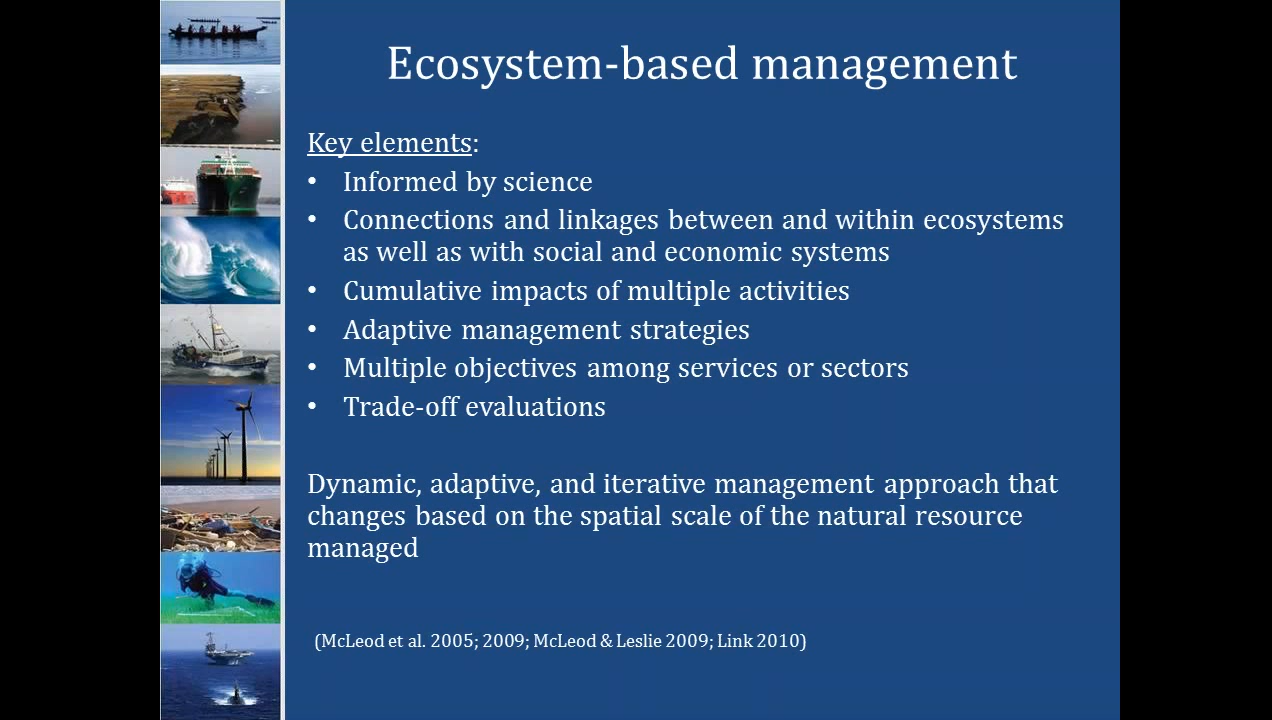 Ecosystem-based management
Key elements:
• Informed by science
• Connections and linkages between and within ecosystems
as well as with social and economic systems
• Cumulative impacts of multiple activities
• Adaptive management strategies
• Multiple objectives among services or sectors
• Trade-off evaluations
Dynamic, adaptive, and iterative management approach that
changes based on the spatial scale of the natural resource
managed
(McLeod et al. 2005; 2009; McLeod & Leslie 2009; Link 2010)